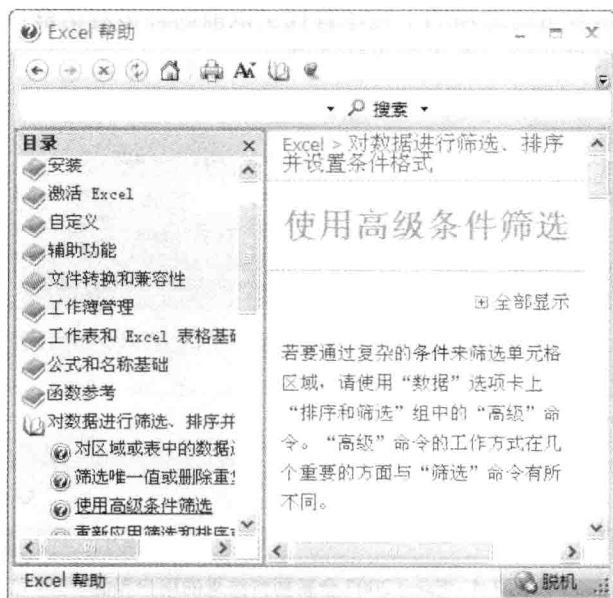 Excel 帮助
搜索
目录
安装
激活 Excel
自定义
辅助功能
文件转换和兼容性
工作簿管理
工作表和 Excel 表格基
公式和名称基础
函数参考
对数据进行筛选、排序并
对区域或表中的数据
筛选唯一值或删除重
使用高级条件筛选
重新应用筛选和排序
Excel > 对数据进行筛选、排序
并设置条件格式
使用高级条件筛选
全部显示
若要通过复杂的条件来筛选单元格
区域，请使用“数据”选项卡上
“排序和筛选”组中的“高级”命
令。“高级”命令的工作方式在几
个重要的方面与“筛选”命令有所
不同。
Excel 帮助
脱机